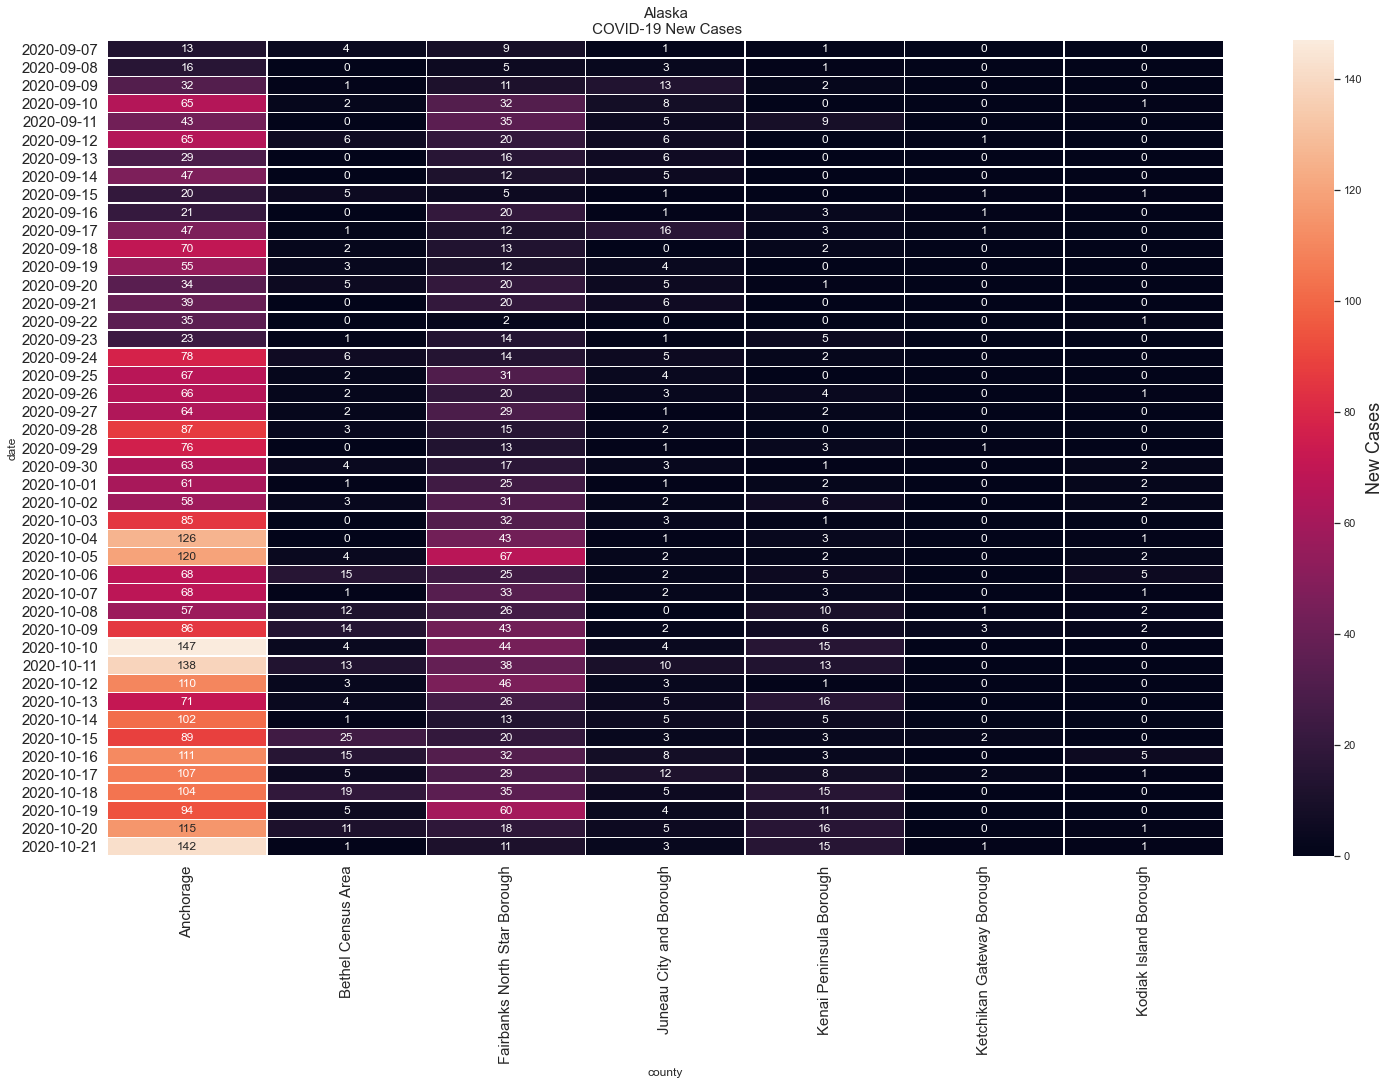 Alaska
COVID-19 New Cases
2020-09-07 13 4 9 1 1 0 0
2020-09-08 16 0 5 3 1 0 0
2020-09-09 32 1 11 13 2 0 0
2020-09-10 65 2 32 8 0 0 1
2020-09-11 43 0 35 5 9 0 0
2020-09-12 65 6 20 6 0 1 0
2020-09-13 29 0 16 6 0 0 0
2020-09-14 47 0 12 5 0 0 0
2020-09-15 20 5 5 1 0 1 1
2020-09-16 21 0 20 1 3 1 0
2020-09-17 47 1 12 16 3 1 0
2020-09-18 70 2 13 0 2 0 0
2020-09-19 55 3 12 4 0 0 0
2020-09-20 34 5 20 5 1 0 0
2020-09-21 39 0 20 6 0 0 0
2020-09-22 35 0 2 0 0 0 1
2020-09-23 23 1 14 1 5 0 0
2020-09-24 78 6 14 5 2 0 0
2020-09-25 67 2 31 4 0 0 0
2020-09-26 66 2 20 3 4 0 1
2020-09-27 64 2 29 1 2 0 0
2020-09-28 87 3 15 2 0 0 0
2020-09-29 76 0 13 1 3 1 0
2020-09-30 63 4 17 3 1 0 2
2020-10-01 61 1 25 1 2 0 2
2020-10-02 58 3 31 2 6 0 2
2020-10-03 85 0 32 3 1 0 0
2020-10-04 126 0 43 1 3 0 1
2020-10-05 120 4 67 2 2 0 2
2020-10-06 68 15 25 2 5 0 5
2020-10-07 68 1 33 2 3 0 1
2020-10-08 57 12 26 0 10 1 2
2020-10-09 86 14 43 2 6 3 2
2020-10-10 147 4 44 4 15 0 0
2020-10-11 138 13 38 10 13 0 0
2020-10-12 110 3 46 3 1 0 0
2020-10-13 71 4 26 5 16 0 0
2020-10-14 102 1 13 5 5 0 0
2020-10-15 89 25 20 3 3 2 0
2020-10-16 111 15 32 8 3 0 5
2020-10-17 107 5 29 12 8 2 1
2020-10-18 104 19 35 5 15 0 0
2020-10-19 94 5 60 4 11 0 0
2020-10-20 115 11 18 5 16 0 1
2020-10-21 142 1 11 3 15 1 1
date
Anchorage
Bethel Census Area
Fairbanks North Star Borough
Juneau City and Borough
Kenai Peninsula Borough
Ketchikan Gateway Borough
Kodiak Island Borough
county
140
120
100
80
60
40
20
0
New Cases